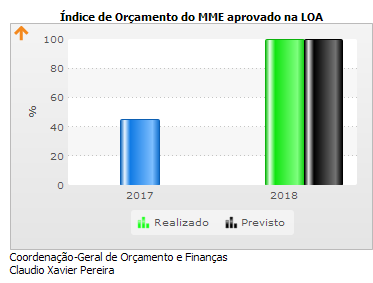 Índice de Orçamento do MME aprovado na LOA
100
80
60
40
20
0
%
2017
2018
Realizado
Previsto
Coordenação-Geral de Orçamento e Finanças
Claudio Xavier Pereira